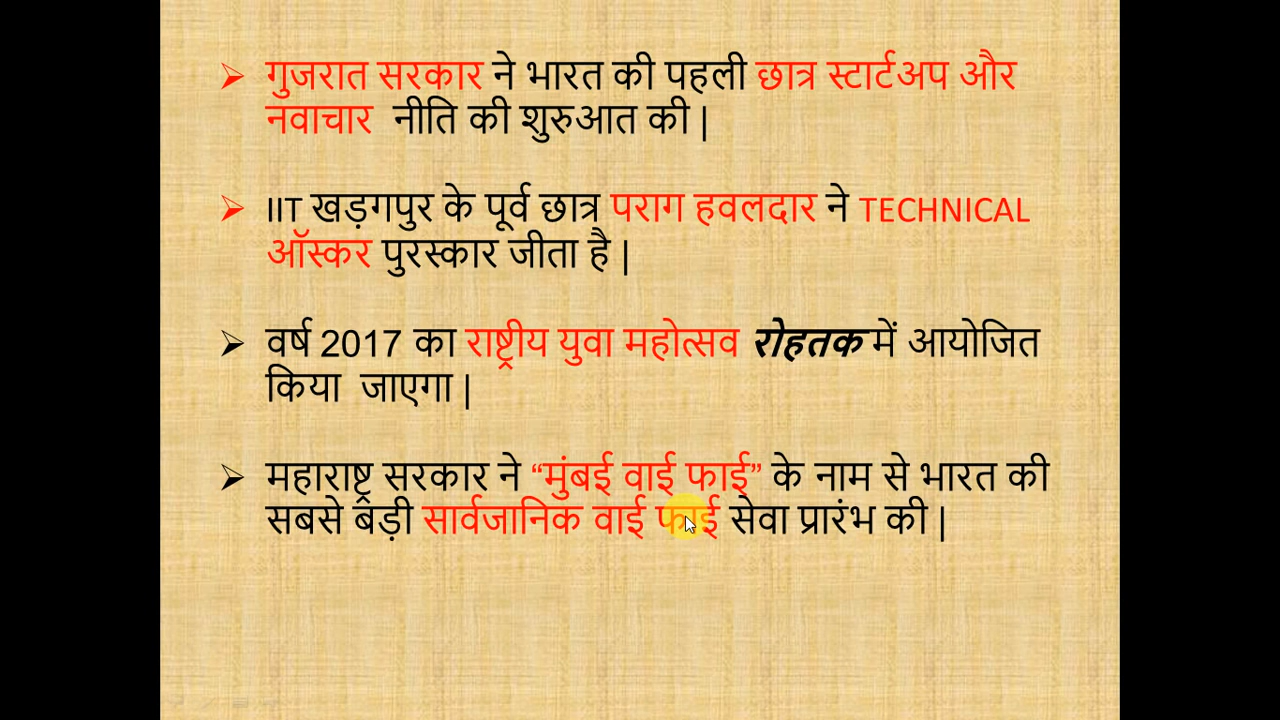 ➢ गुजरात सरकार ने भारत की पहली छात्र स्टार्टअप और
नवाचार नीति की शुरुआत की |
➢ IIT खड़गपुर के पूर्व छात्र पराग हवलदार ने TECHNICAL
ऑस्कर पुरस्कार जीता है |
➢ वर्ष 2017 का राष्ट्रीय युवा महोत्सव रोहतक में आयोजित
किया जाएगा |
➢ महाराष्ट्र सरकार ने “मुंबई वाई फाई” के नाम से भारत की
सबसे बड़ी सार्वजानिक वाई फाई सेवा प्रारंभ की |